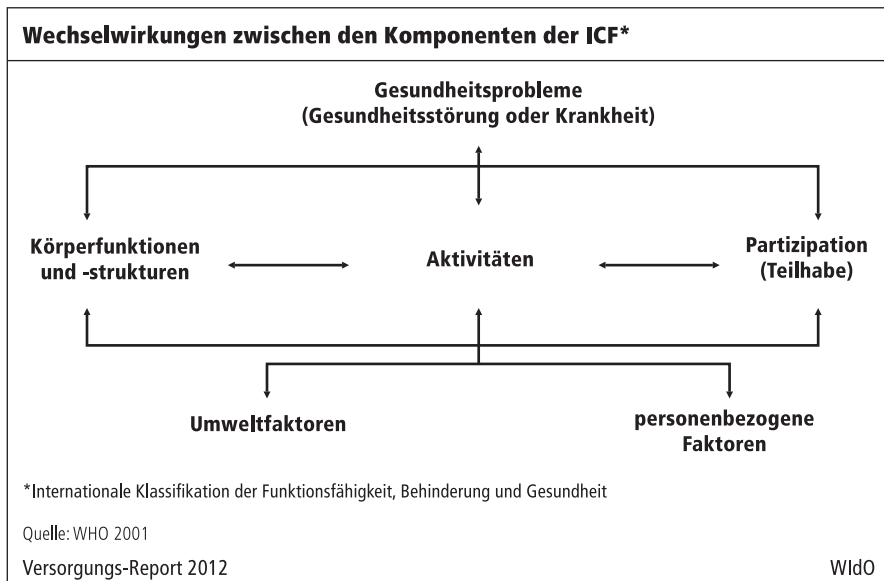 Wechselwirkungen zwischen den Komponenten der ICF*
Gesundheitsprobleme
(Gesundheitsstörung oder Krankheit)
Körperfunktionen
und -strukturen
Aktivitäten
Partizipation
(Teilhabe)
Umweltfaktoren
personenbezogene
Faktoren
*Internationale Klassifikation der Funktionsfähigkeit, Behinderung und Gesundheit
Quelle: WHO 2001
Versorgungs-Report 2012
WIdO